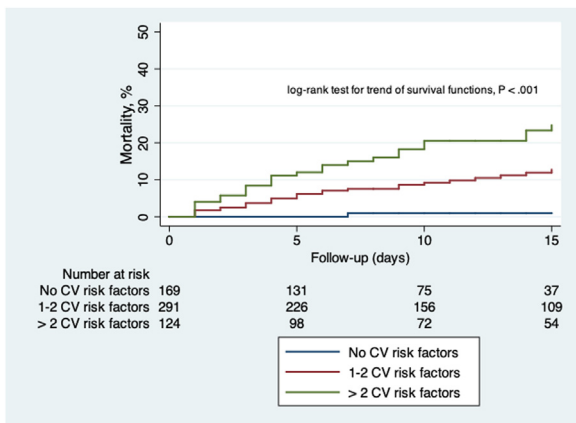 50
40
30
20
10
0
Mortality, %
log-rank test for trend of survival functions, P < .001
0 5 10 15
Follow-up (days)
Number at risk
No CV risk factors 169 131 75 37
1-2 CV risk factors 291 226 156 109
> 2 CV risk factors 124 98 72 54
No CV risk factors
1-2 CV risk factors
> 2 CV risk factors